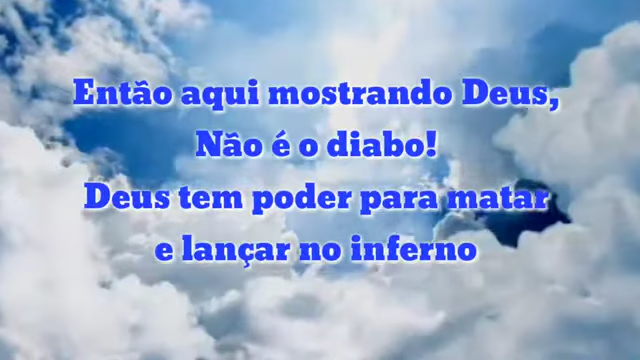 Então aqui mostrando Deus,
Não é o diabo!
Deus tem poder para matar
e lançar no inferno